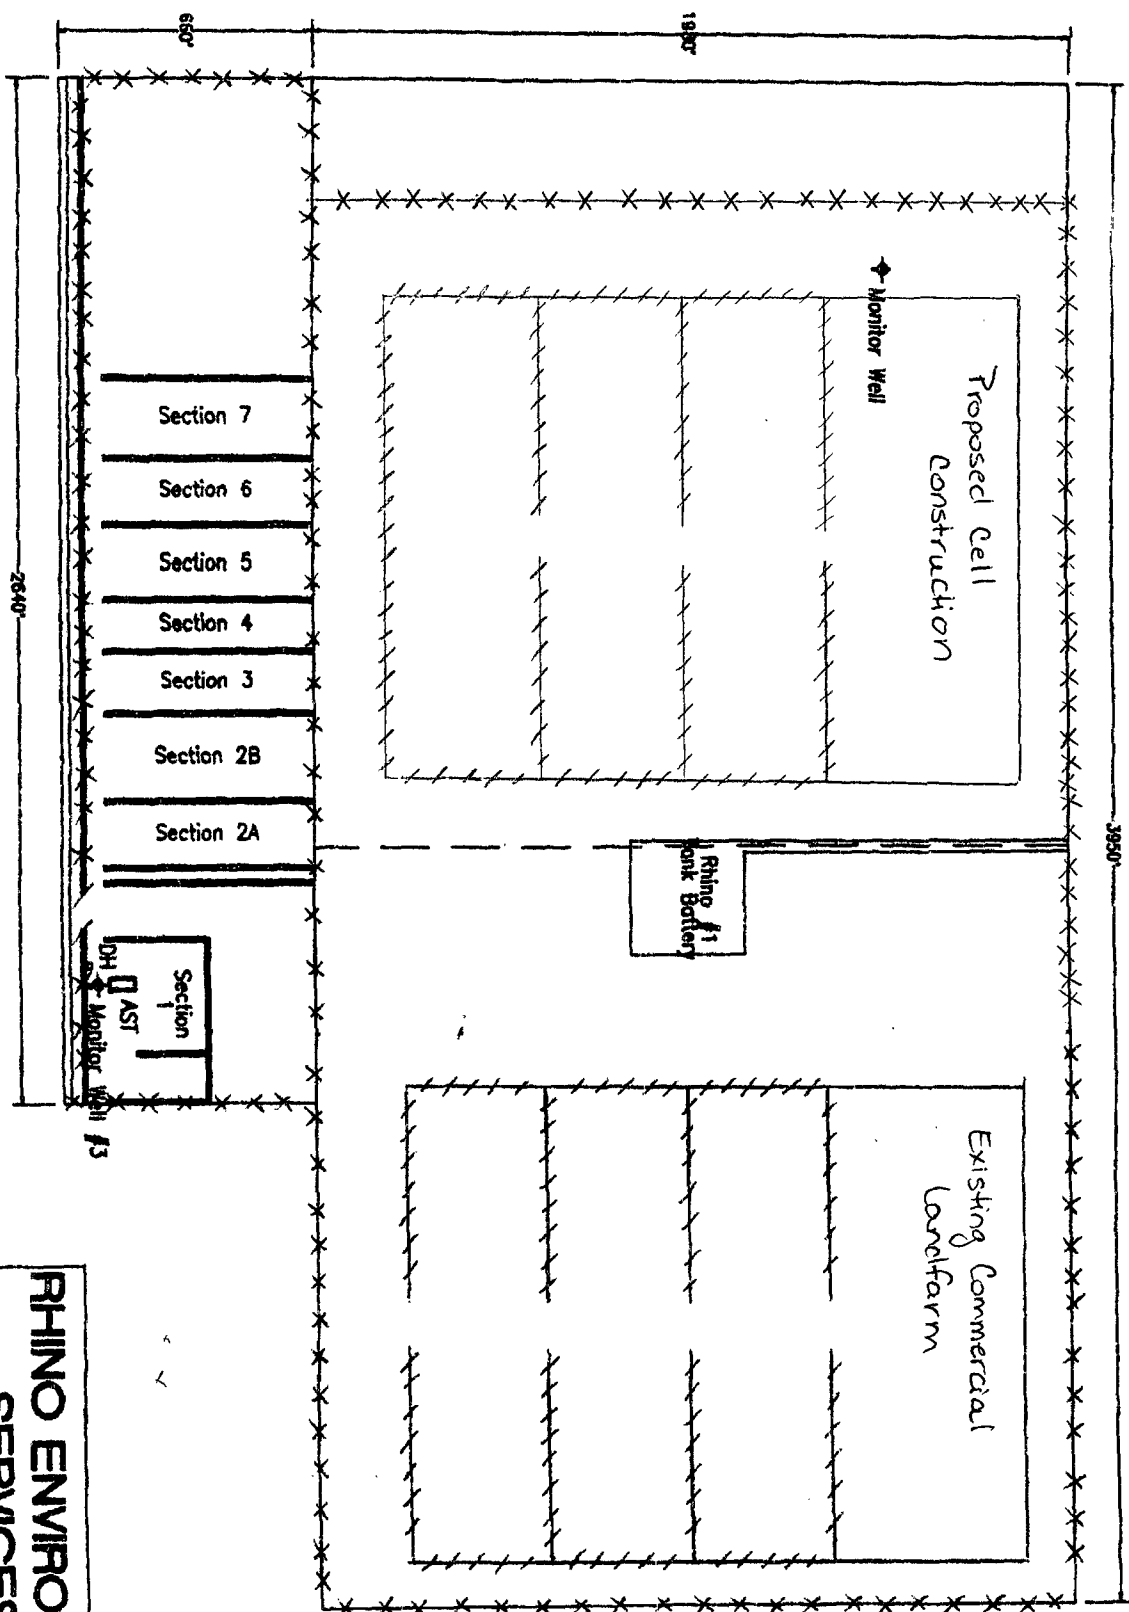 660'
1980'
3950'
2640'
Monitor Well
Proposed Cell
Construction
Section 7
Section 6
Section 5
Section 4
Section 3
Section 2B
Section 2A
Rhino #1
Tank Battery
Section
1
AST
DH
Monitor Well #3
Existing Commercial
Landfarm
RHINO ENVIRO
SERVICES